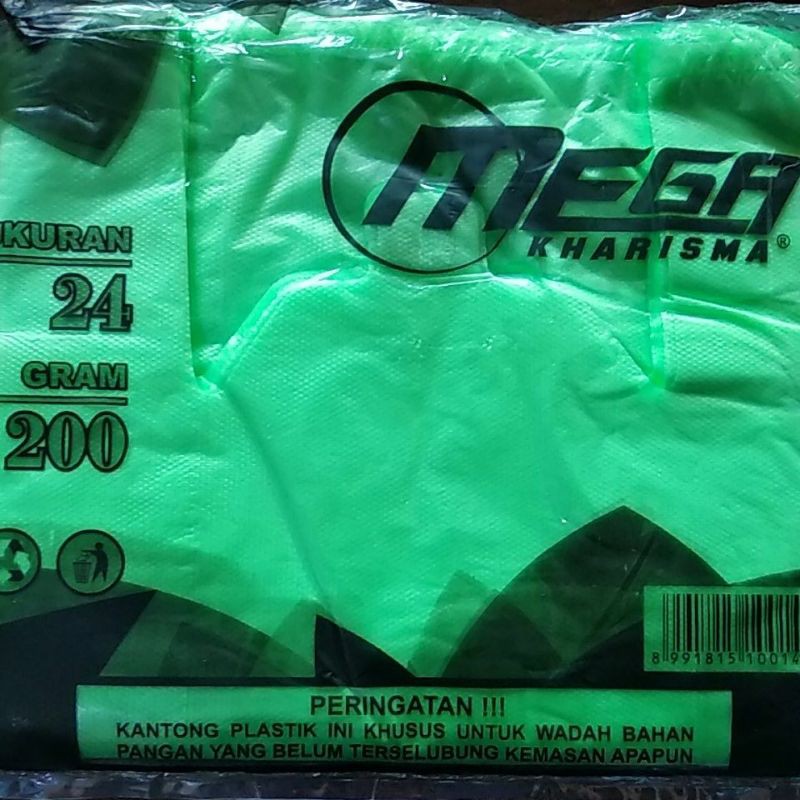 MEGA
KHARISMA®
UKURAN
24
GRAM
200
8 991815 10014
PERINGATAN !!!
KANTONG PLASTIK INI KHUSUS UNTUK WADAH BAHAN
PANGAN YANG BELUM TERSELUBUNG KEMASAN APAPUN